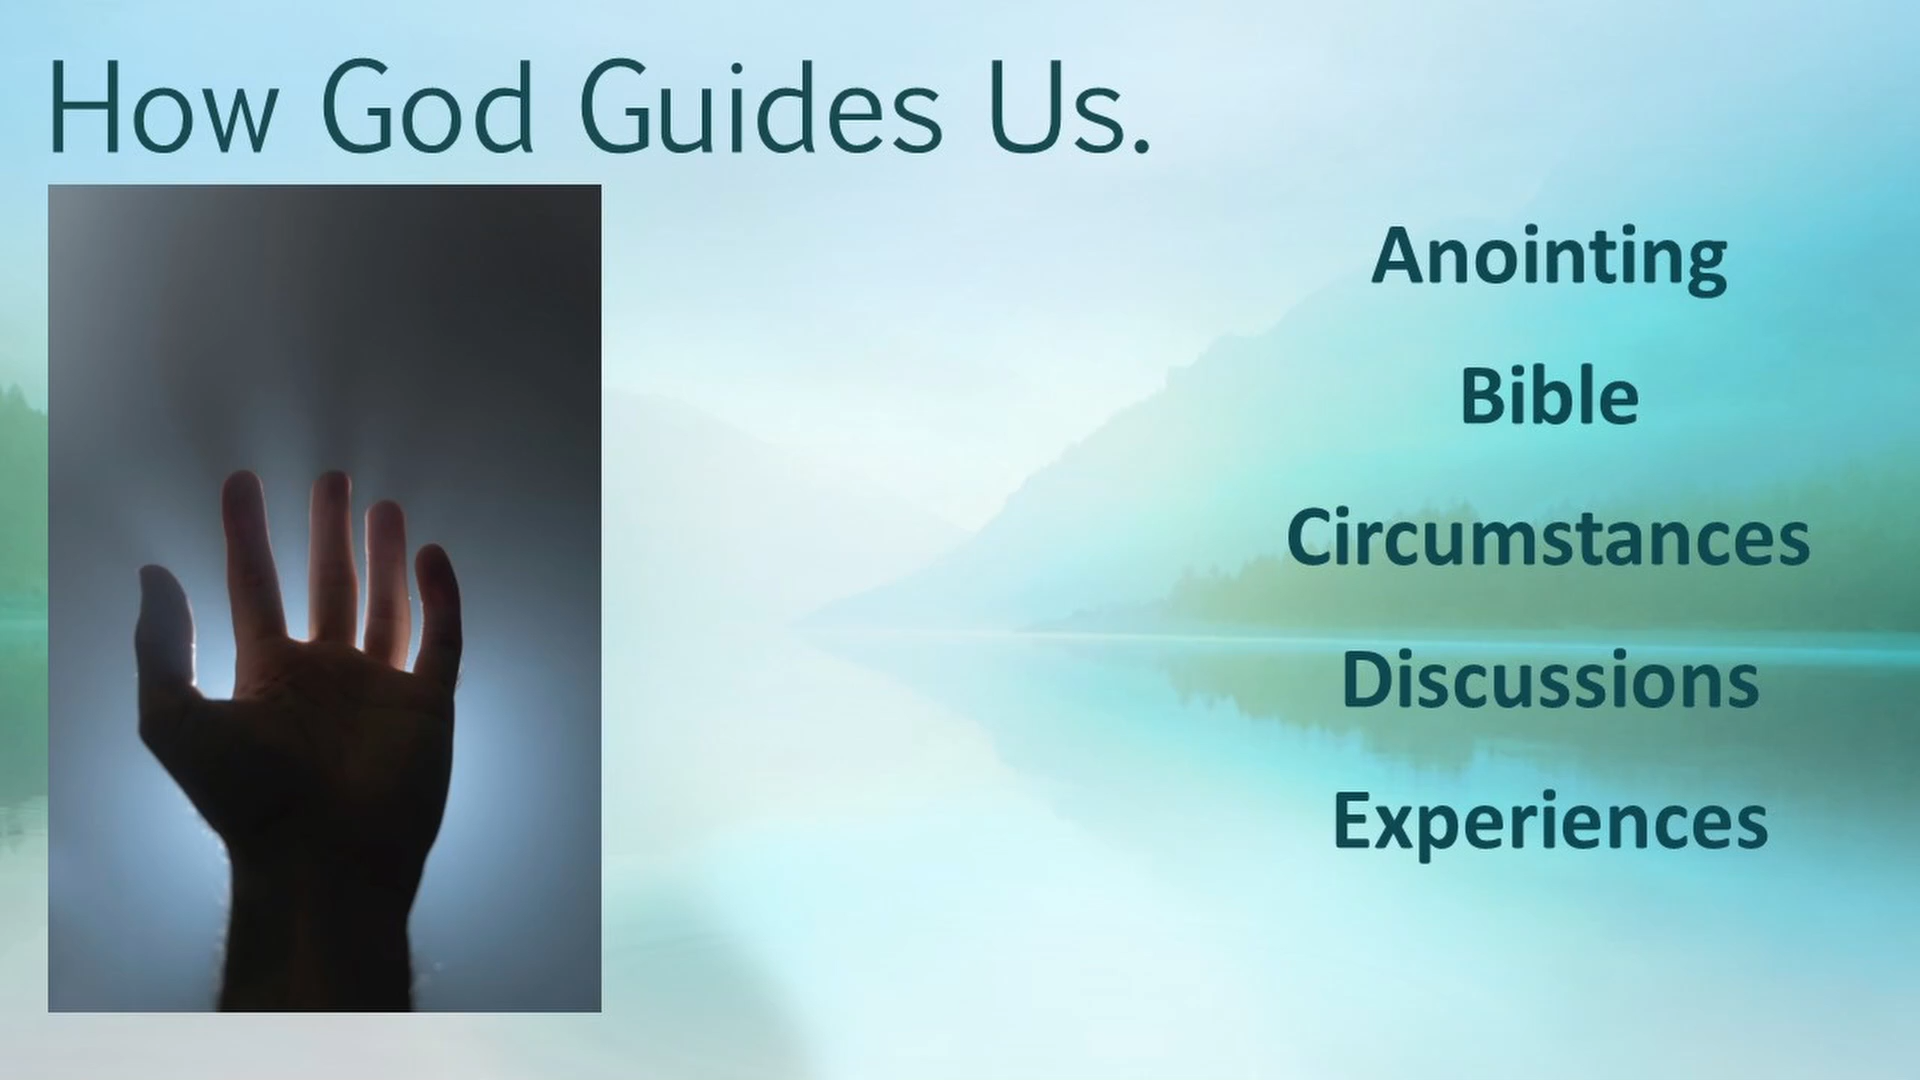 How God Guides Us.
Anointing
Bible
Circumstances
Discussions
Experiences